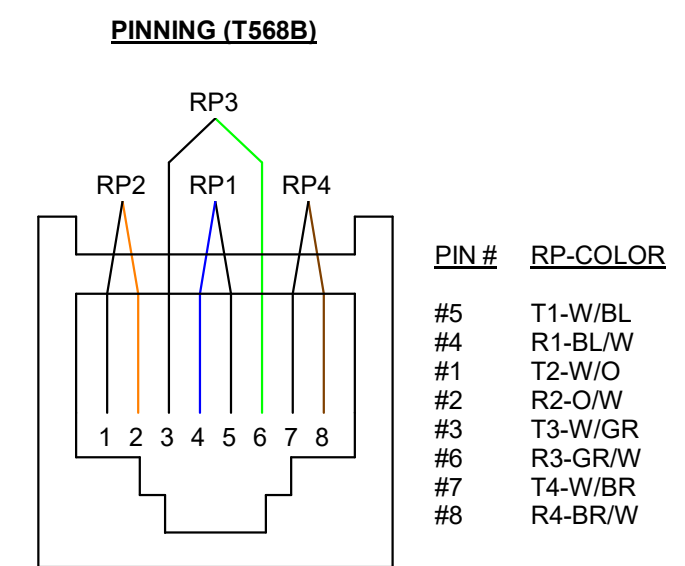 PINNING (T568B)
RP3
RP2 RP1 RP4
1 2 3 4 5 6 7 8
PIN # RP-COLOR
#5 T1-W/BL
#4 R1-BL/W
#1 T2-W/O
#2 R2-O/W
#3 T3-W/GR
#6 R3-GR/W
#7 T4-W/BR
#8 R4-BR/W